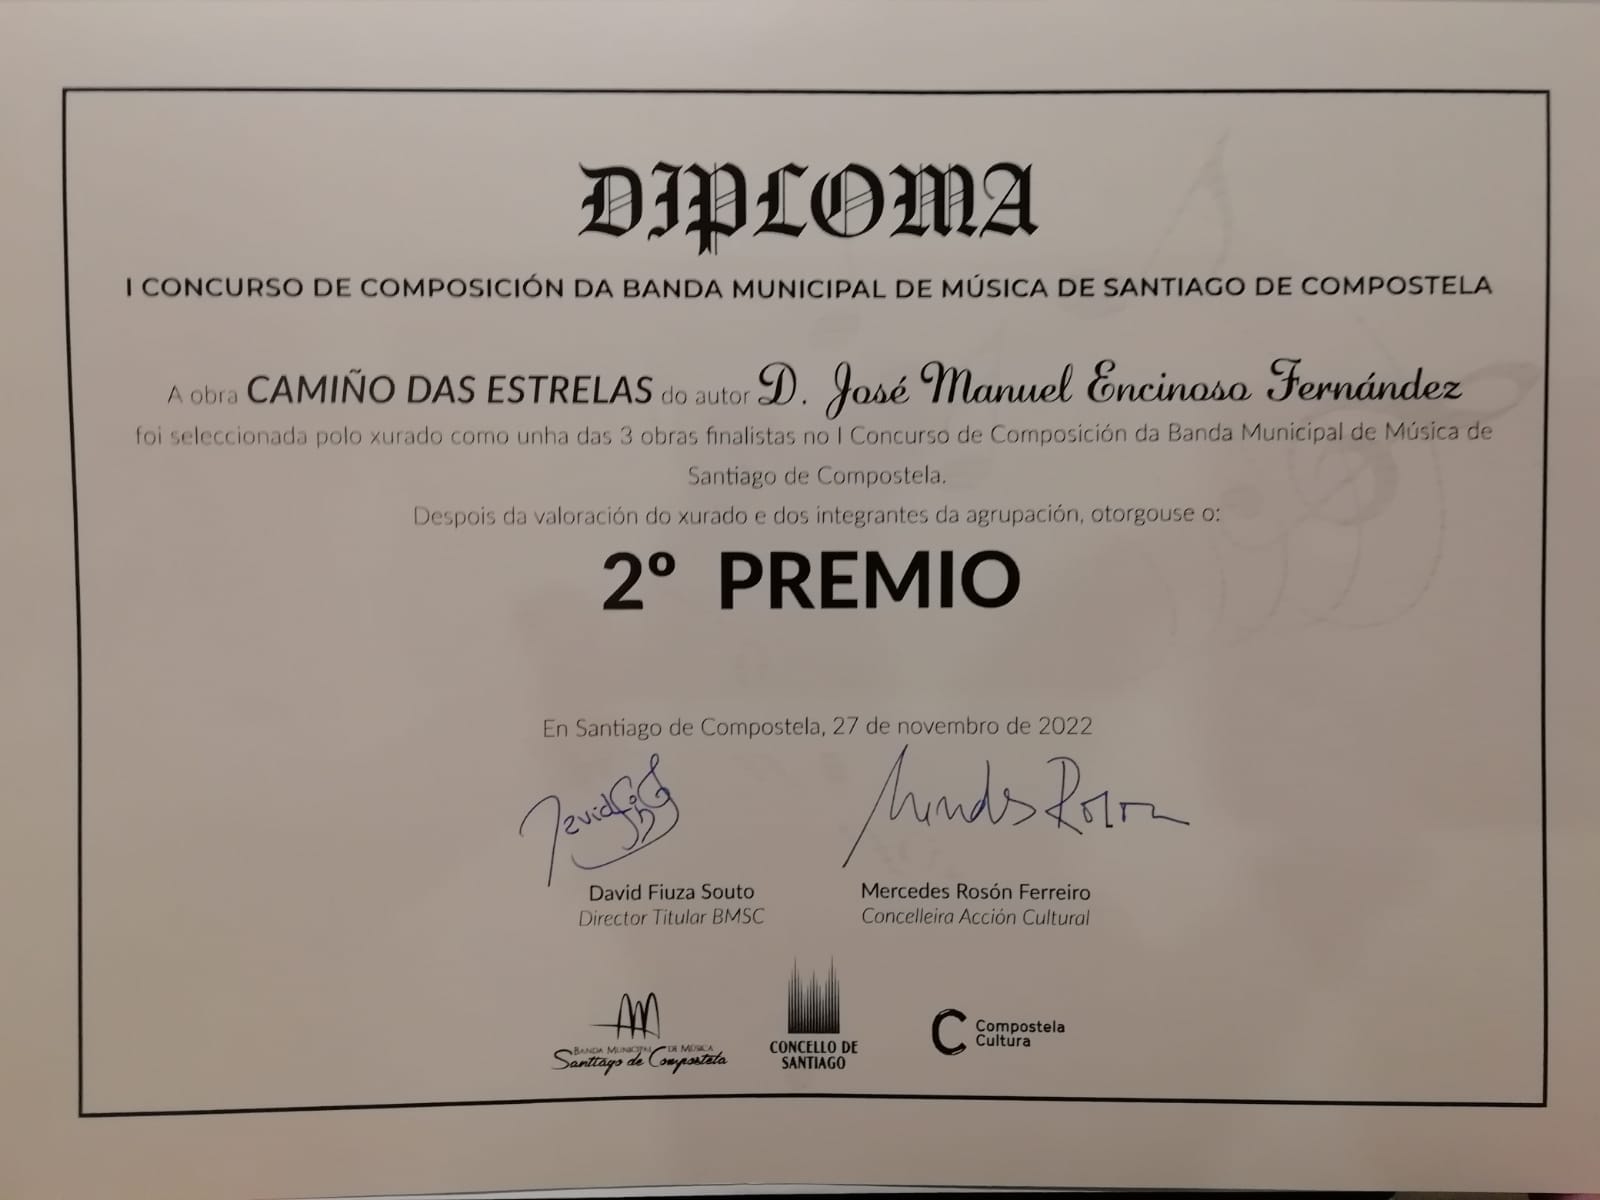 DIPLOMA
I CONCURSO DE COMPOSICIÓN DA BANDA MUNICIPAL DE MÚSICA DE SANTIAGO DE COMPOSTELA
A obra CAMIÑO DAS ESTRELAS do autor D. José Manuel Encinoso Fernández
foi seleccionada polo xurado como unha das 3 obras finalistas no I Concurso de Composición da Banda Municipal de Música de
Santiago de Compostela.
Despois da valoración do xurado e dos integrantes da agrupación, otorgouse o:
2º PREMIO
En Santiago de Compostela, 27 de novembro de 2022
David Fiuza Souto
Director Titular BMSC
Mercedes Rosón Ferreiro
Concelleira Acción Cultural
BANDA MUNICIPAL DE MÚSICA
Santiago de Compostela
CONCELLO DE
SANTIAGO
Compostela
Cultura